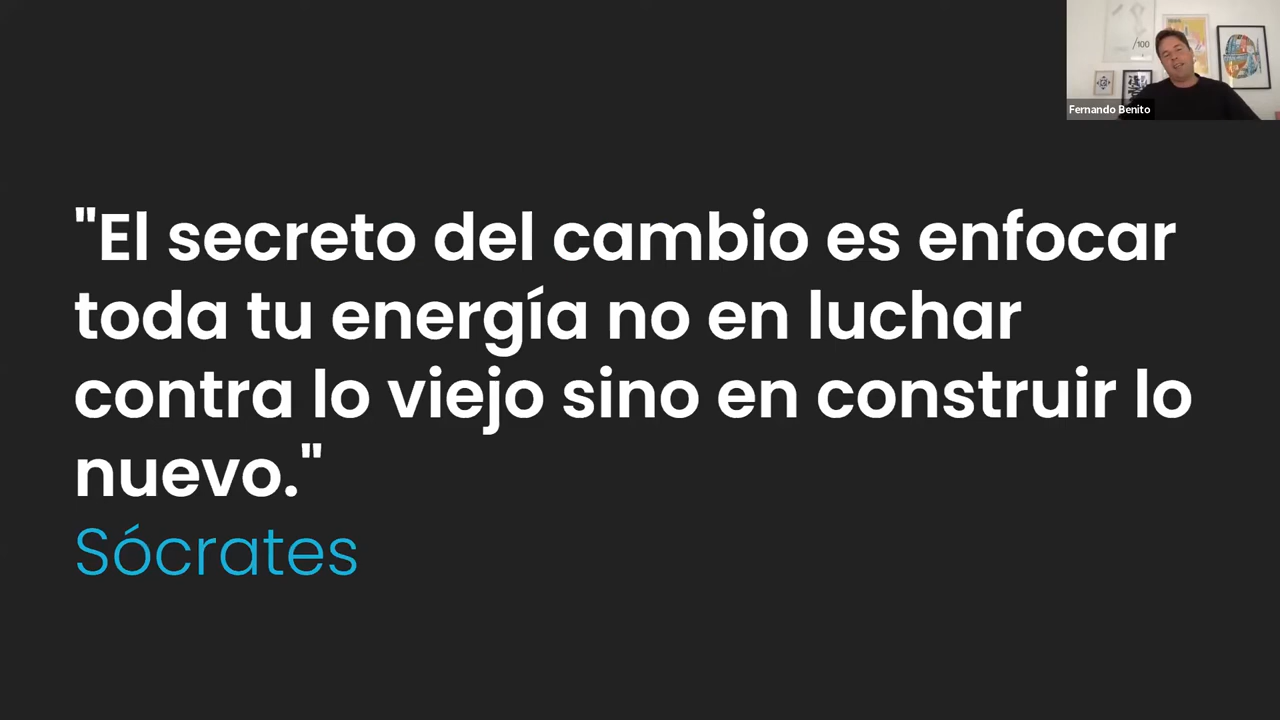 /100
Fernando Benito
"El secreto del cambio es enfocar
toda tu energía no en luchar
contra lo viejo sino en construir lo
nuevo."
Sócrates